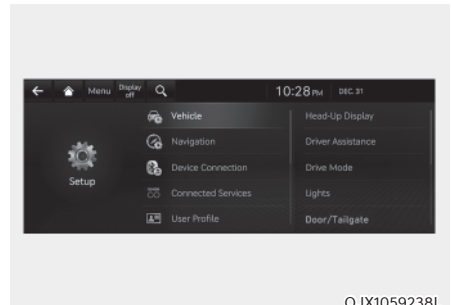 Menu Display off 10:28 PM DEC. 31
Vehicle Head-Up Display
Navigation Driver Assistance
Setup Device Connection Drive Mode
Connected Services Lights
User Profile Door/Tailgate
OJX1059238L